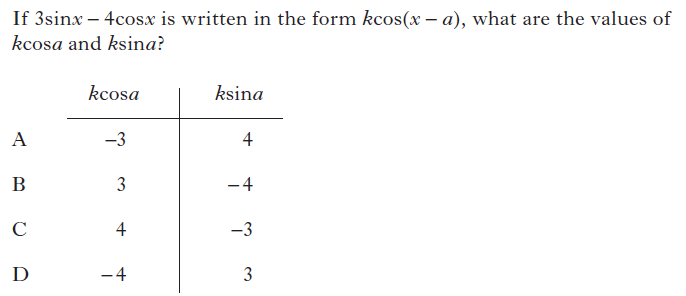 If 3sinx – 4cosx is written in the form kcos(x – a), what are the values of
kcosa and ksina?
kcosa ksina
A –3 4
B 3 –4
C 4 –3
D –4 3